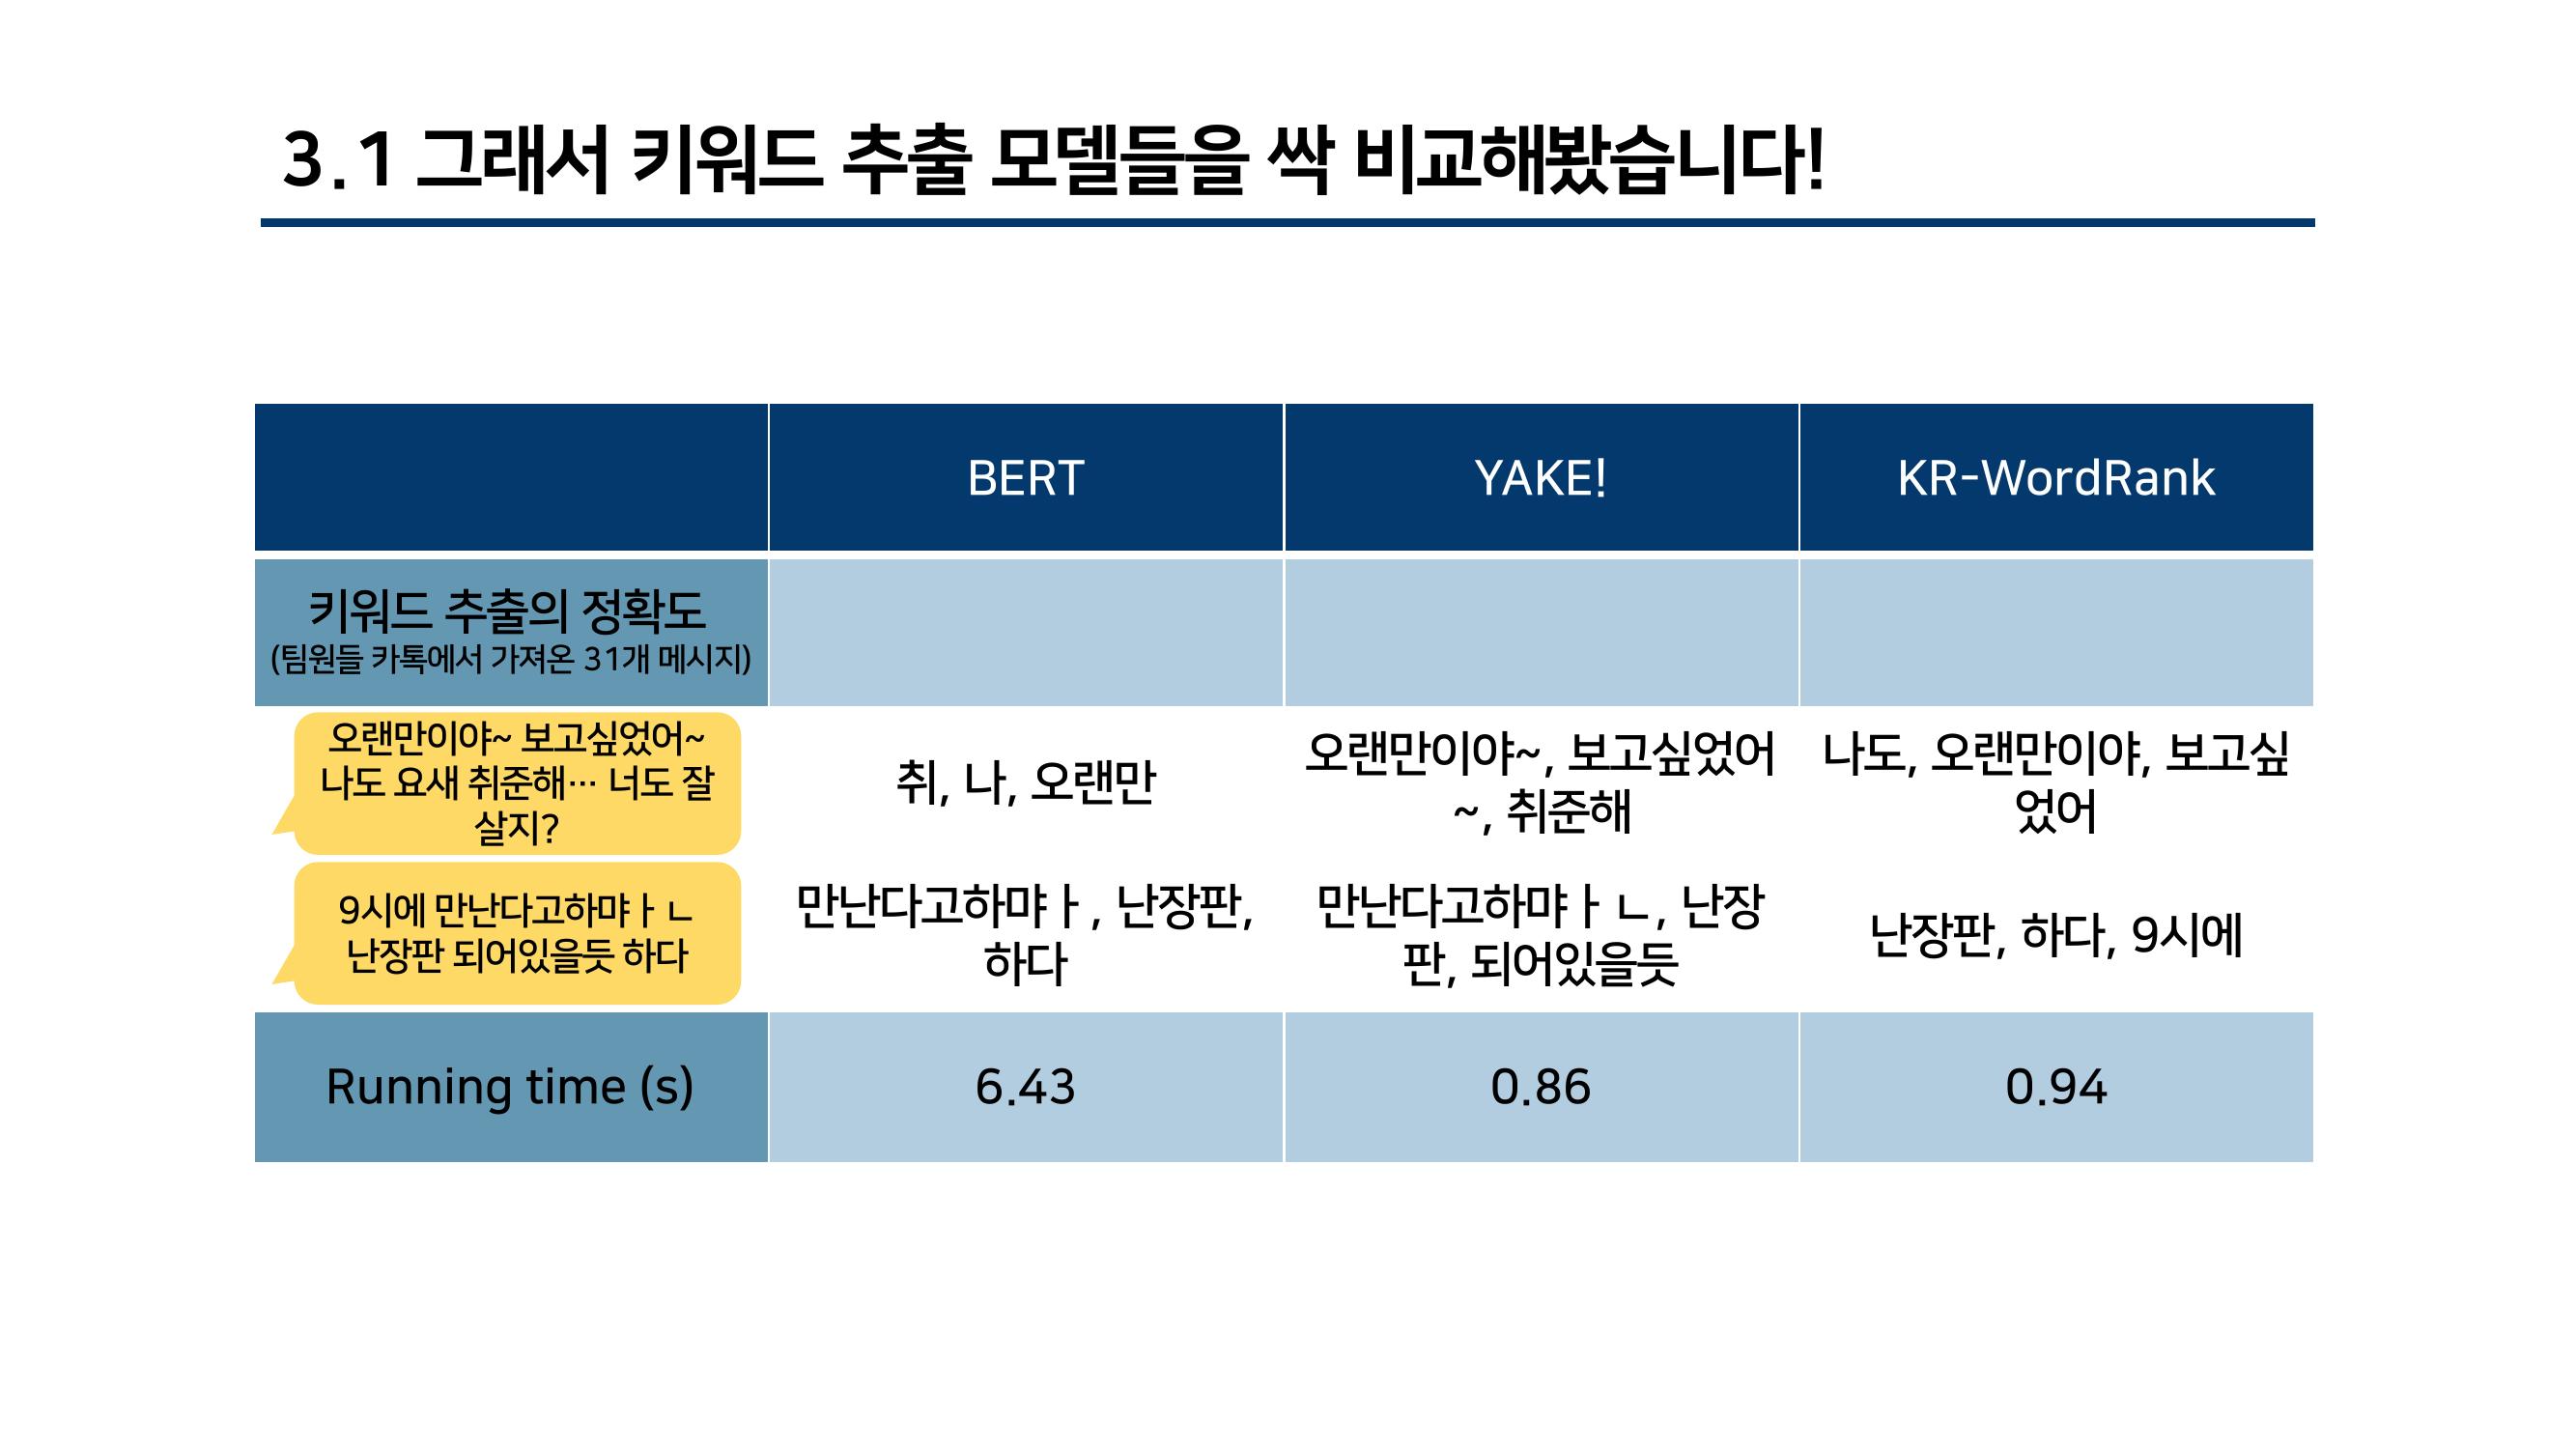 3.1 그래서 키워드 추출 모델들을 싹 비교해봤습니다!
BERT
YAKE!
KR-WordRank
키워드 추출의 정확도
(팀원들 카톡에서 가져온 31개 메시지)
오랜만이야~ 보고싶었어~
나도 요새 취준해… 너도 잘
살지?
취, 나, 오랜만
오랜만이야~, 보고싶었어
~, 취준해
나도, 오랜만이야, 보고싶
었어
9시에 만난다고하먀ㅏㄴ
난장판 되어있을듯 하다
만난다고하먀ㅏ, 난장판,
하다
만난다고하먀ㅏㄴ, 난장
판, 되어있을듯
난장판, 하다, 9시에
Running time (s)
6.43
0.86
0.94